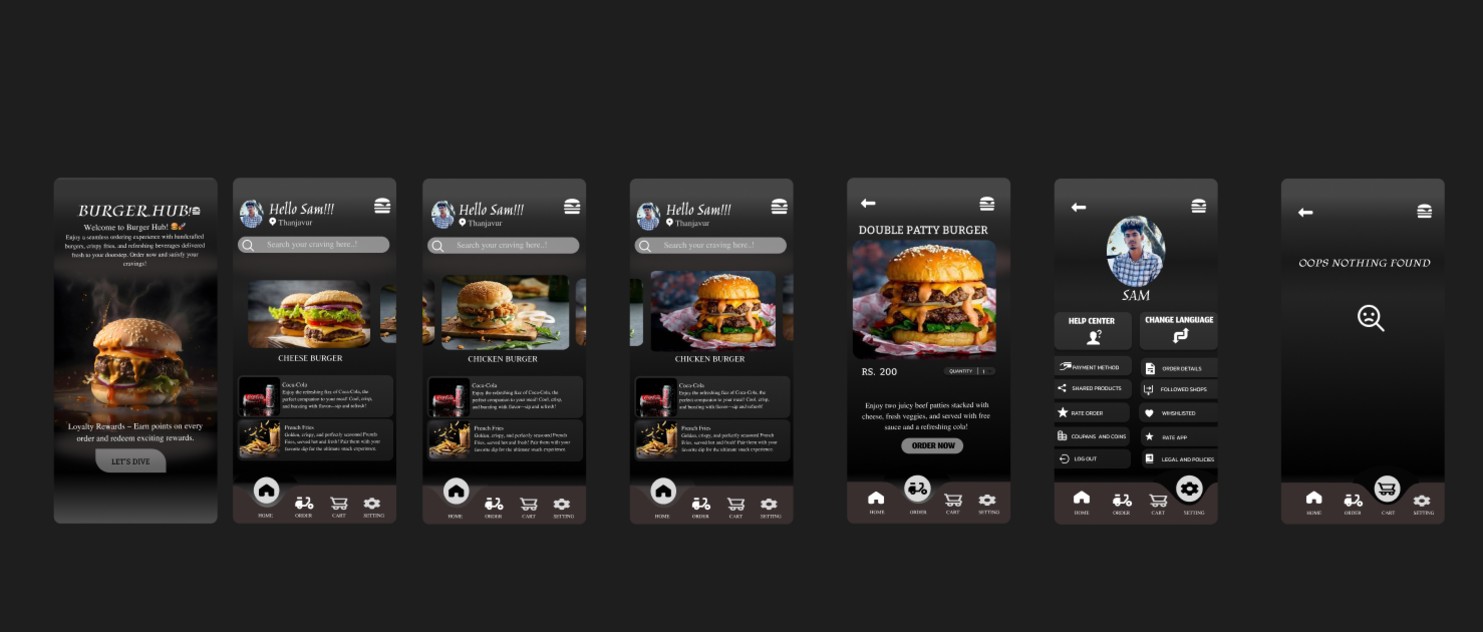 BURGER HUB!
Welcome to Burger Hub! 🍔🚀
Enjoy a seamless ordering experience with handcrafted
burgers, crispy fries, and refreshing beverages delivered
fresh to your doorstep. Order now and satisfy your
cravings!
Loyalty Rewards – Earn points on every
order and redeem exciting rewards.
LET'S DIVE
Hello Sam!!!
Thanjavur
Search your craving here..!
CHEESE BURGER
Coca-Cola
Enjoy the refreshing fizz of Coca-Cola, the
perfect companion to your meal! Cool, crisp,
and bursting with flavor—sip and refresh!
French Fries
Golden, crispy, and perfectly seasoned French
Fries, served hot and fresh! Pair them with your
favorite dip for the ultimate snack experience.
HOME
ORDER
CART
SETTING
Hello Sam!!!
Thanjavur
Search your craving here..!
CHICKEN BURGER
Coca-Cola
Enjoy the refreshing fizz of Coca-Cola, the
perfect companion to your meal! Cool, crisp,
and bursting with flavor—sip and refresh!
French Fries
Golden, crispy, and perfectly seasoned French
Fries, served hot and fresh! Pair them with your
favorite dip for the ultimate snack experience.
HOME
ORDER
CART
SETTING
Hello Sam!!!
Thanjavur
Search your craving here..!
CHICKEN BURGER
Coca-Cola
Enjoy the refreshing fizz of Coca-Cola, the
perfect companion to your meal! Cool, crisp,
and bursting with flavor—sip and refresh!
French Fries
Golden, crispy, and perfectly seasoned French
Fries, served hot and fresh! Pair them with your
favorite dip for the ultimate snack experience.
HOME
ORDER
CART
SETTING
DOUBLE PATTY BURGER
RS. 200
QUANTITY | 1
Enjoy two juicy beef patties stacked with
cheese, fresh veggies, and served with free
sauce and a refreshing cola!
ORDER NOW
HOME
ORDER
CART
SETTING
SAM
HELP CENTER
CHANGE LANGUAGE
PAYMENT METHOD
ORDER DETAILS
SHARED PRODUCTS
FOLLOWED SHOPS
RATE ORDER
WHISHLISTED
COUPANS AND COINS
RATE APP
LOG OUT
LEGAL AND POLICIES
HOME
ORDER
CART
SETTING
OOPS NOTHING FOUND
HOME
ORDER
CART
SETTING